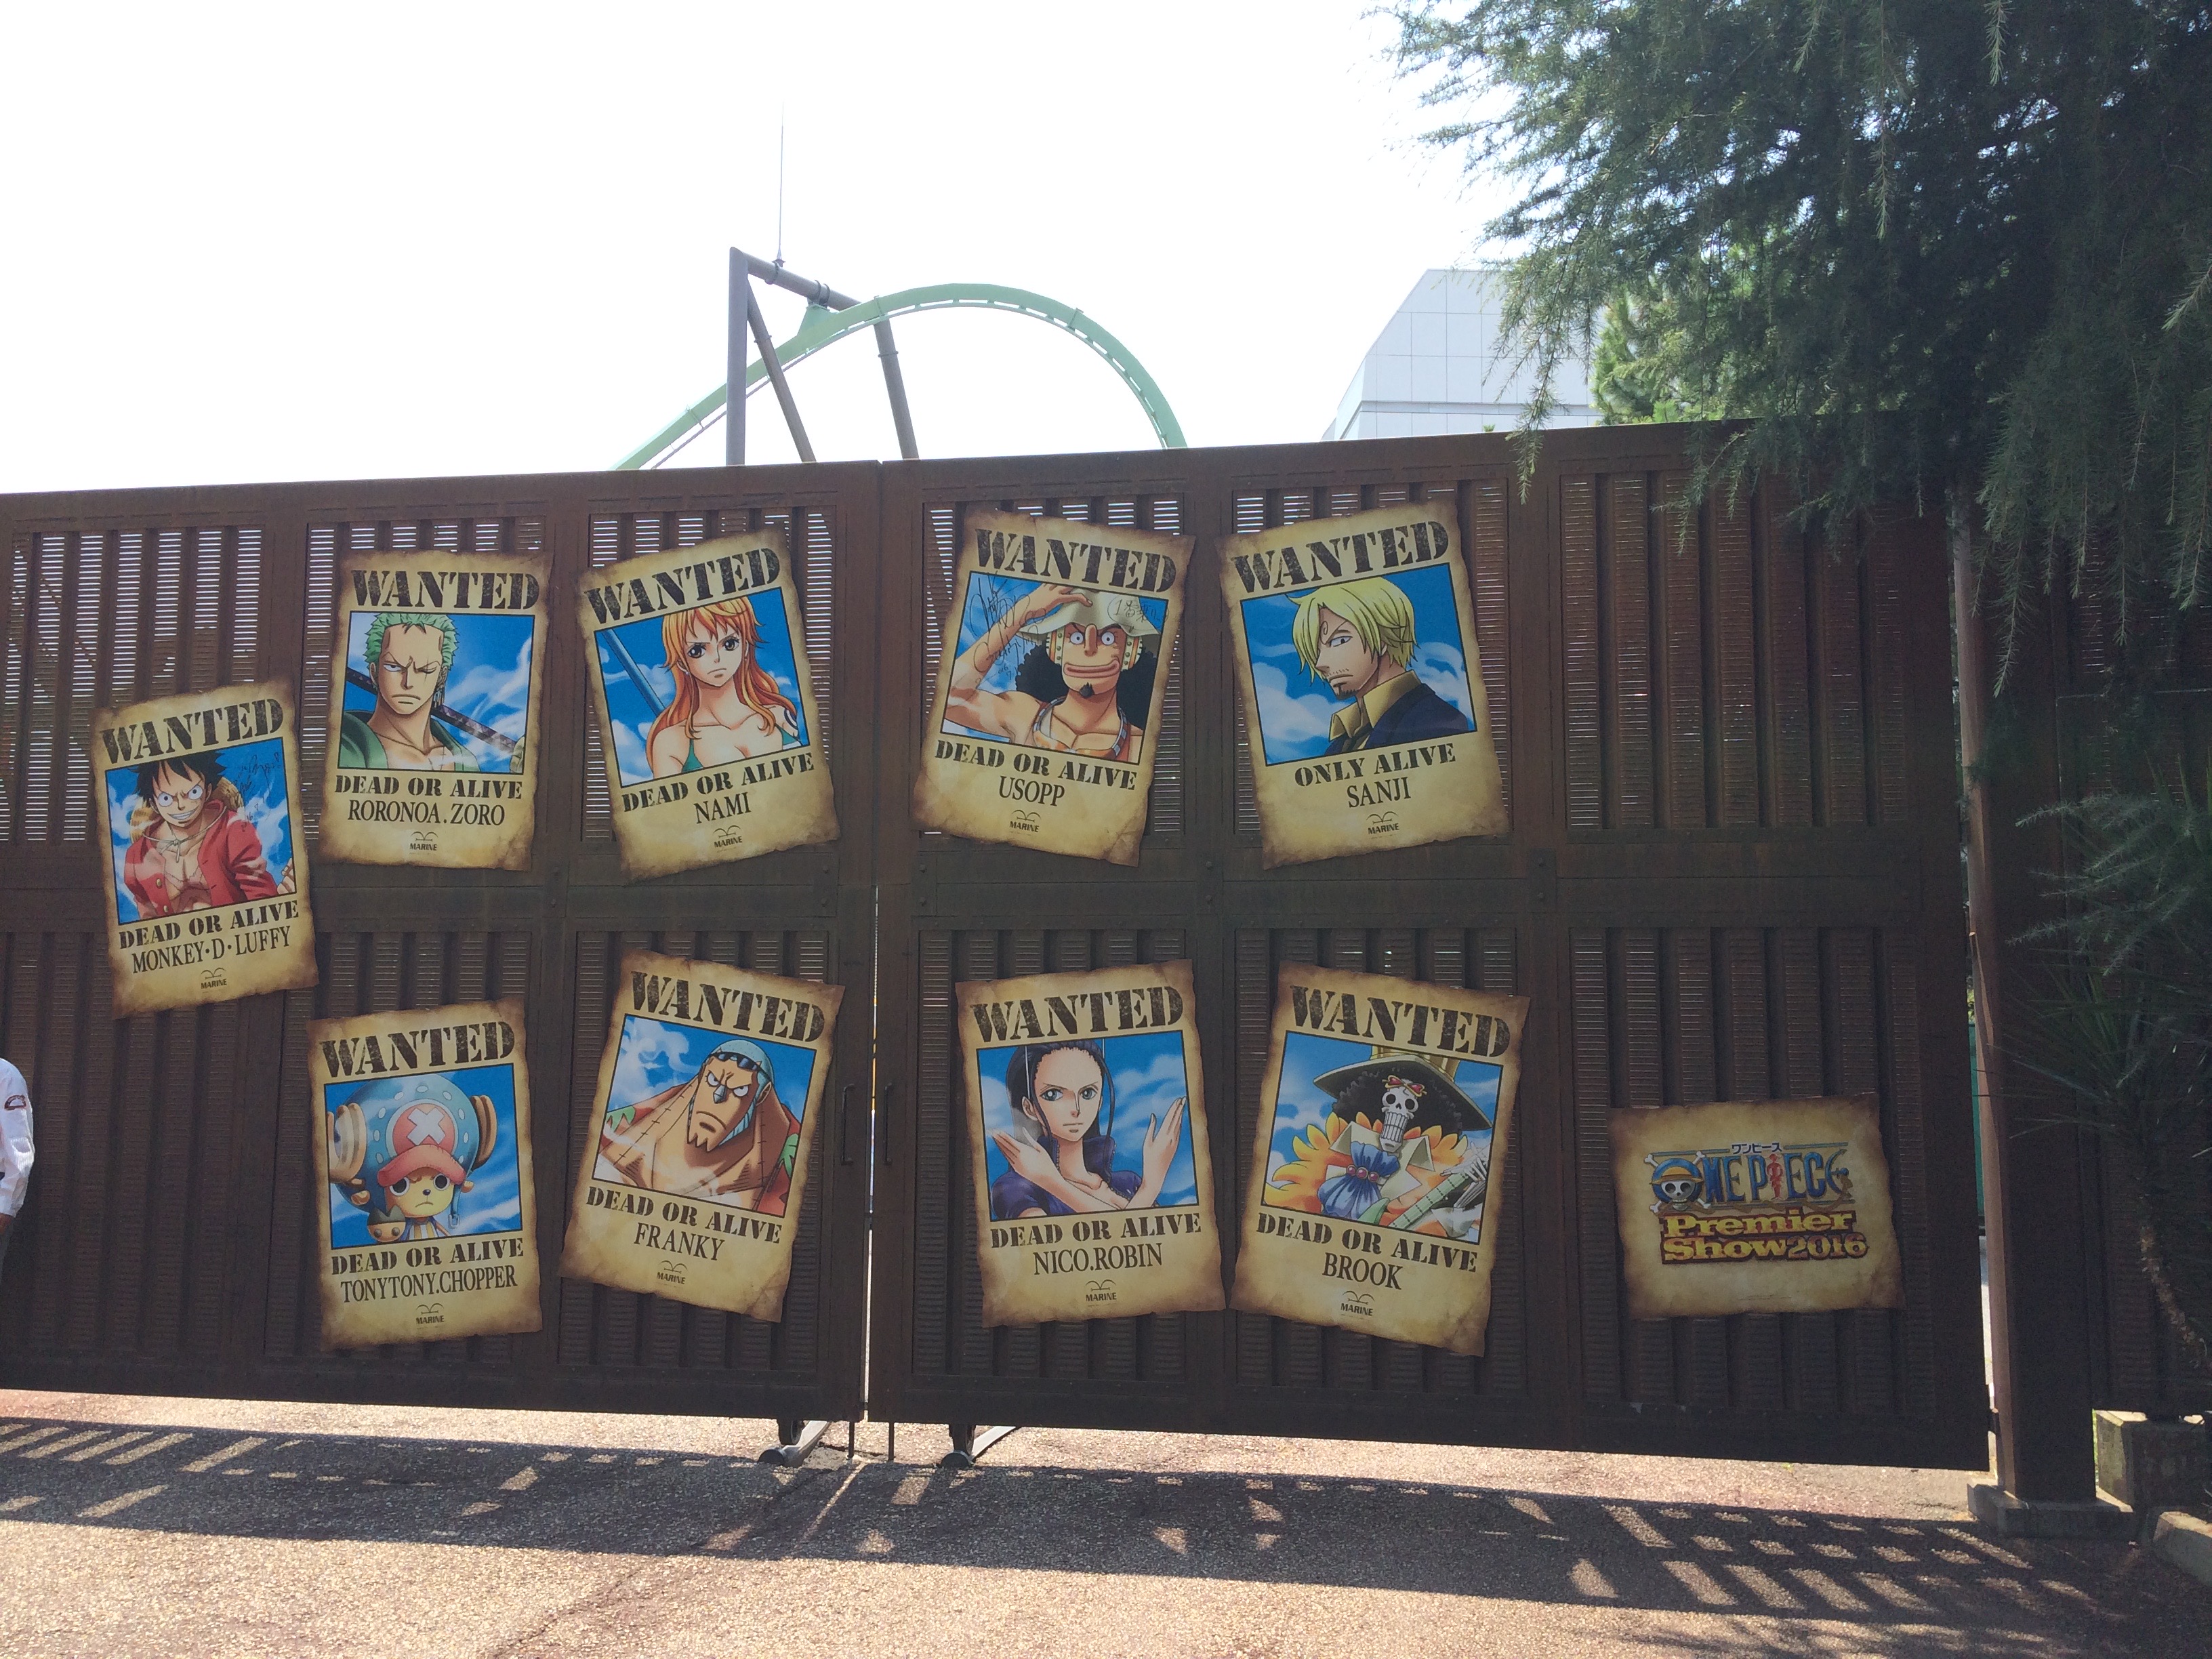 WANTED
DEAD OR ALIVE
MONKEY・D・LUFFY
MARINE
WANTED
DEAD OR ALIVE
RORONOA.ZORO
MARINE
WANTED
DEAD OR ALIVE
NAMI
MARINE
WANTED
DEAD OR ALIVE
USOPP
MARINE
WANTED
ONLY ALIVE
SANJI
MARINE
WANTED
DEAD OR ALIVE
TONYTONY.CHOPPER
MARINE
WANTED
DEAD OR ALIVE
FRANKY
MARINE
WANTED
DEAD OR ALIVE
NICO.ROBIN
MARINE
WANTED
DEAD OR ALIVE
BROOK
MARINE
ワンピース
ONE PIECE
Premier
Show2016